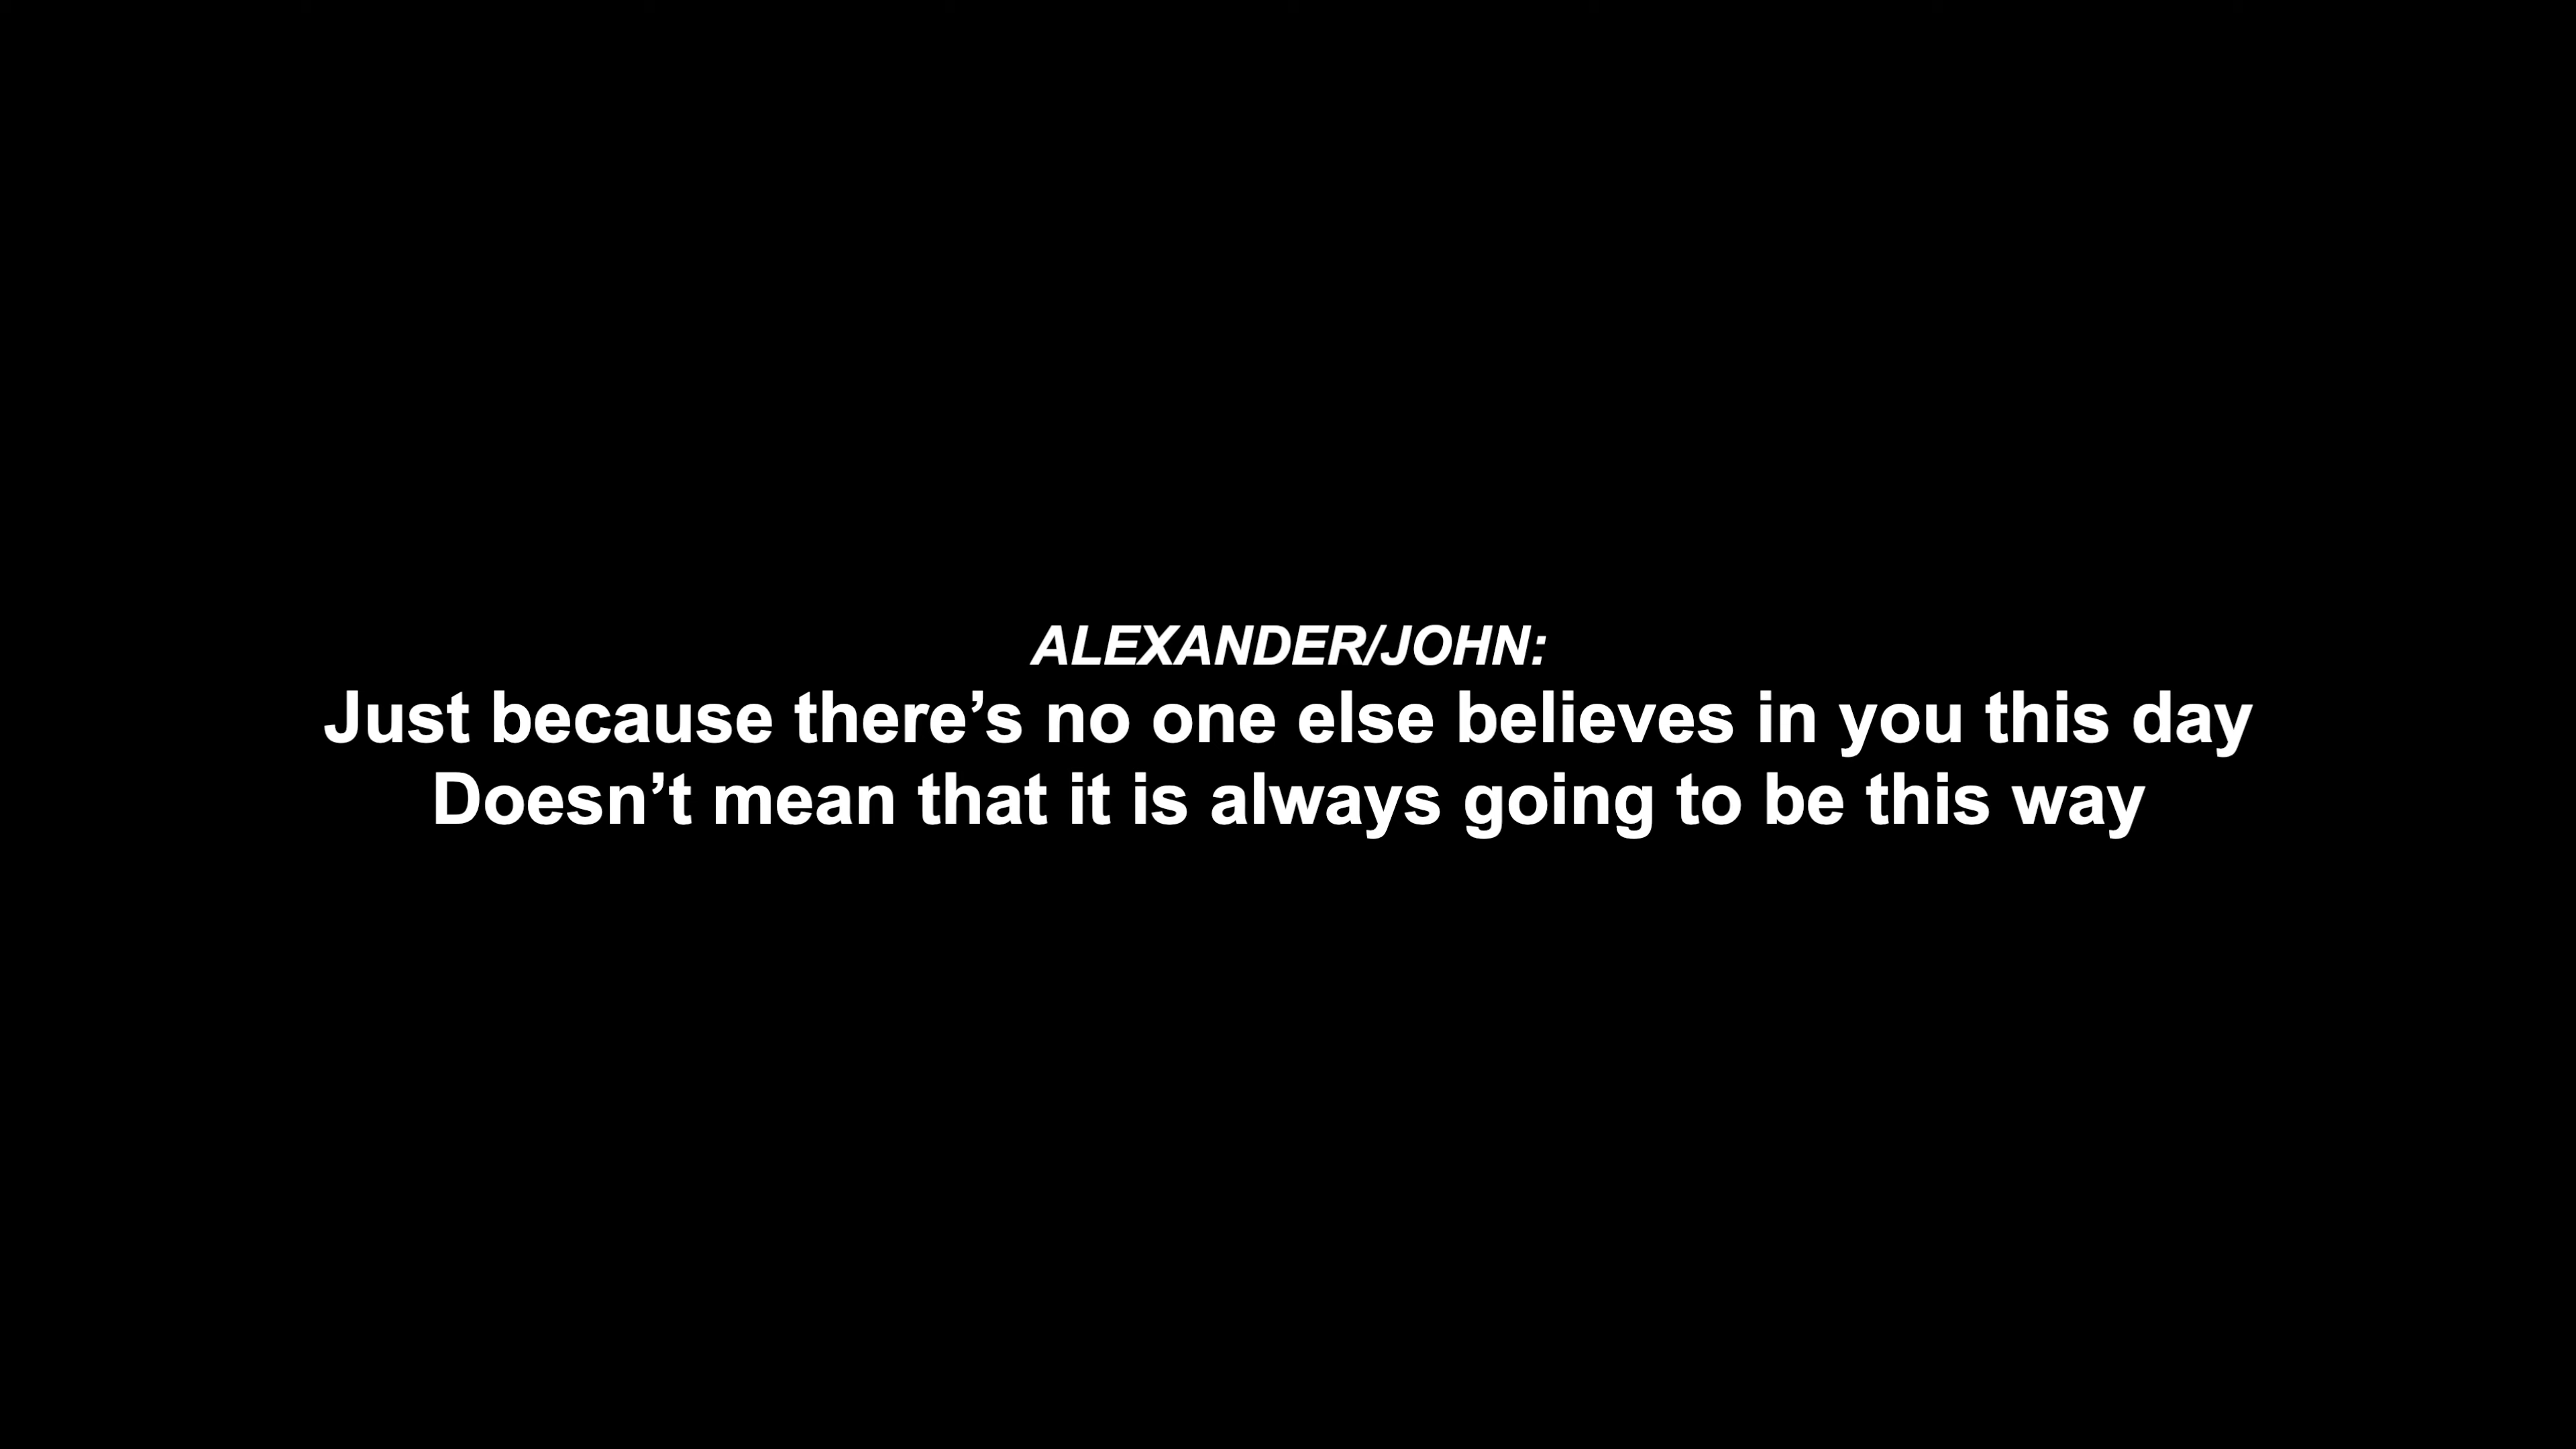 ALEXANDER/JOHN:
Just because there’s no one else believes in you this day
Doesn’t mean that it is always going to be this way